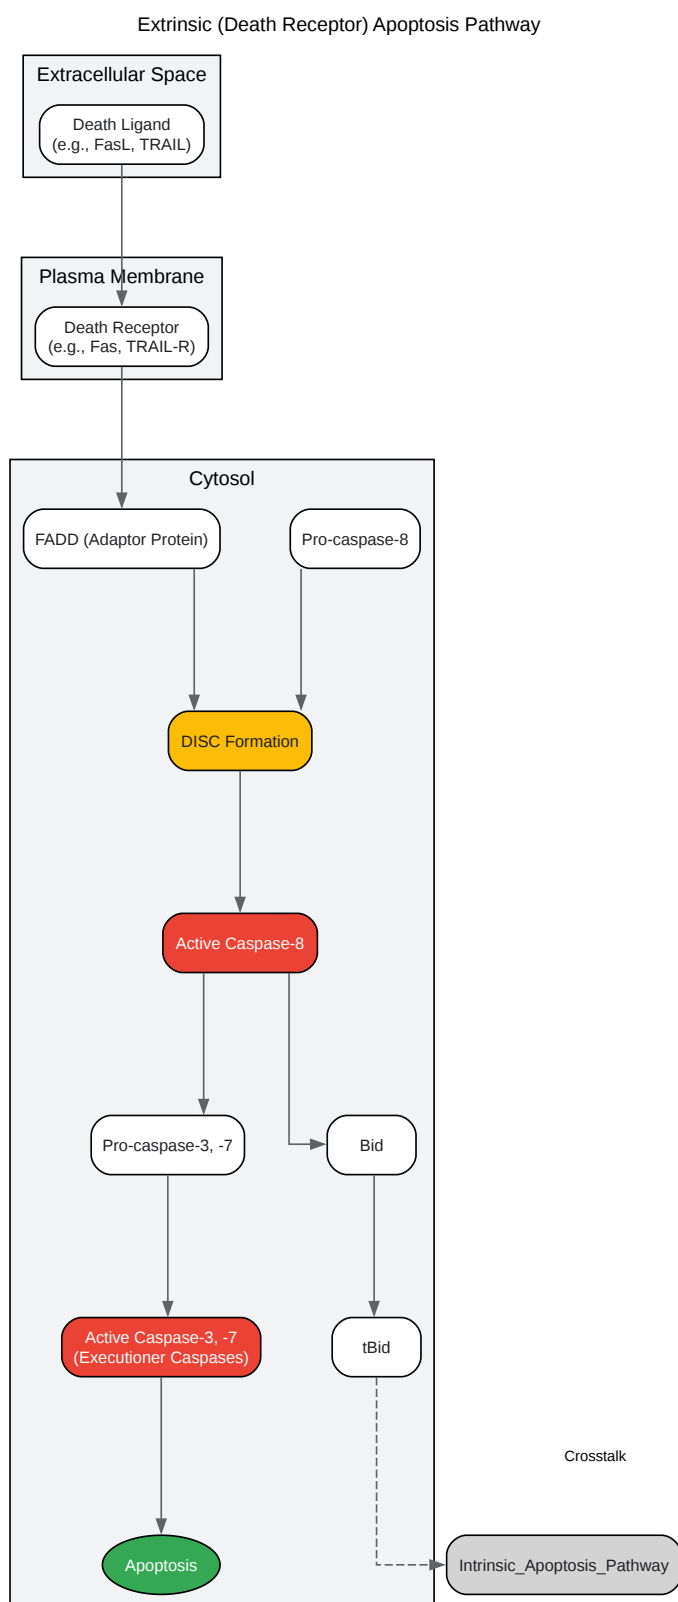 Extrinsic (Death Receptor) Apoptosis Pathway
Extracellular Space
Death Ligand
(e.g., FasL, TRAIL)
Plasma Membrane
Death Receptor
(e.g., Fas, TRAIL-R)
Cytosol
FADD (Adaptor Protein)
Pro-caspase-8
DISC Formation
Active Caspase-8
Pro-caspase-3, -7
Bid
Active Caspase-3, -7
(Executioner Caspases)
tBid
Crosstalk
Apoptosis
Intrinsic_Apoptosis_Pathway